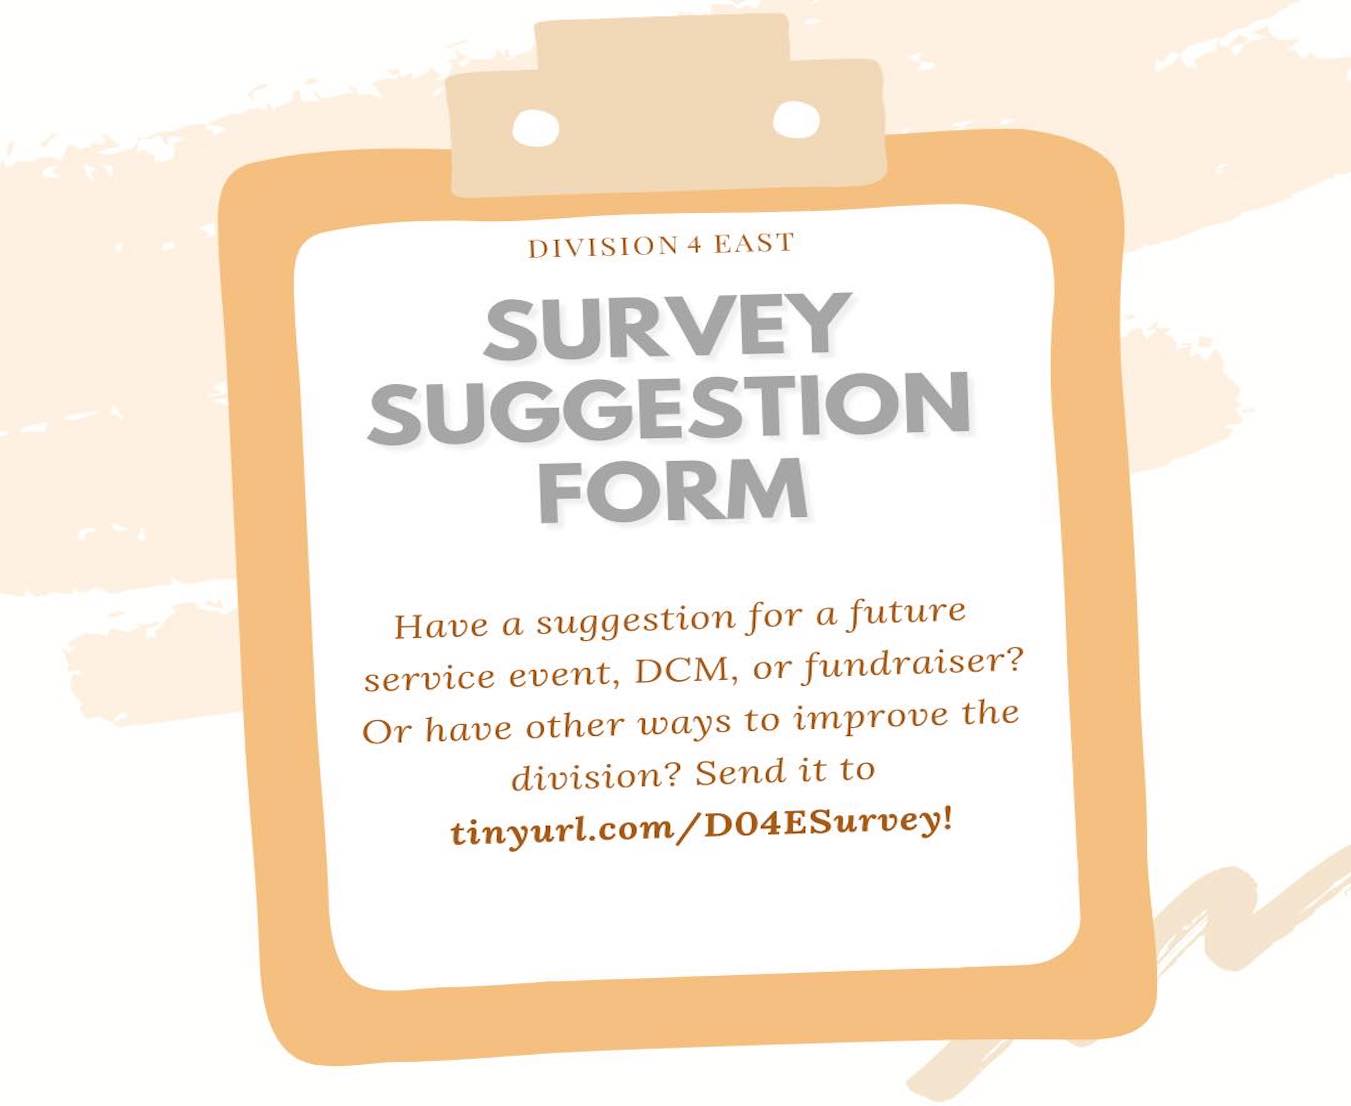 DIVISION 4 EAST
SURVEY
SUGGESTION
FORM
Have a suggestion for a future
service event, DCM, or fundraiser?
Or have other ways to improve the
division? Send it to
tinyurl.com/D04ESurvey!